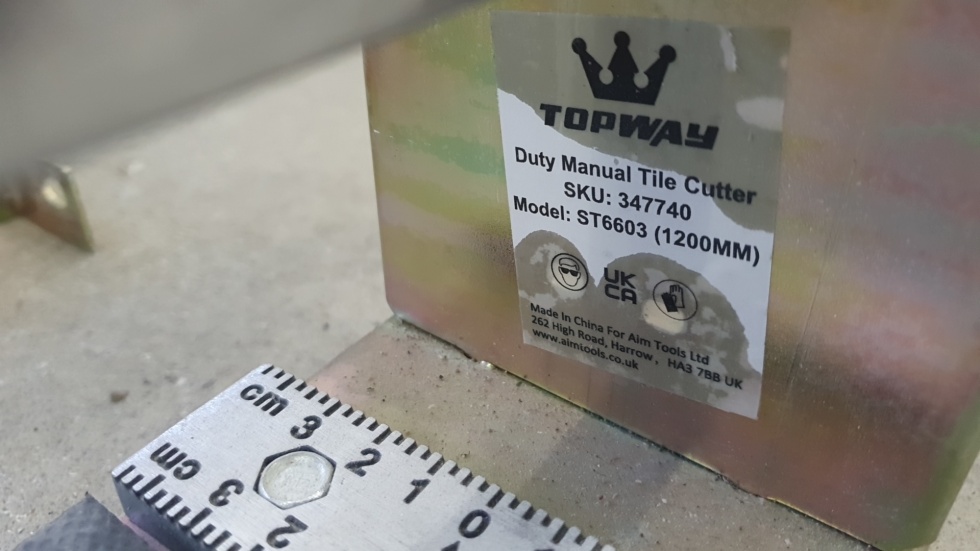 TOPWAY
Duty Manual Tile Cutter
SKU: 347740
Model: ST6603 (1200MM)
UK
CA
Made In China For Aim Tools Ltd
262 High Road, Harrow , HA3 7BB UK
www.aimtools.co.uk
cm 3 2 1 0
cm 3 2